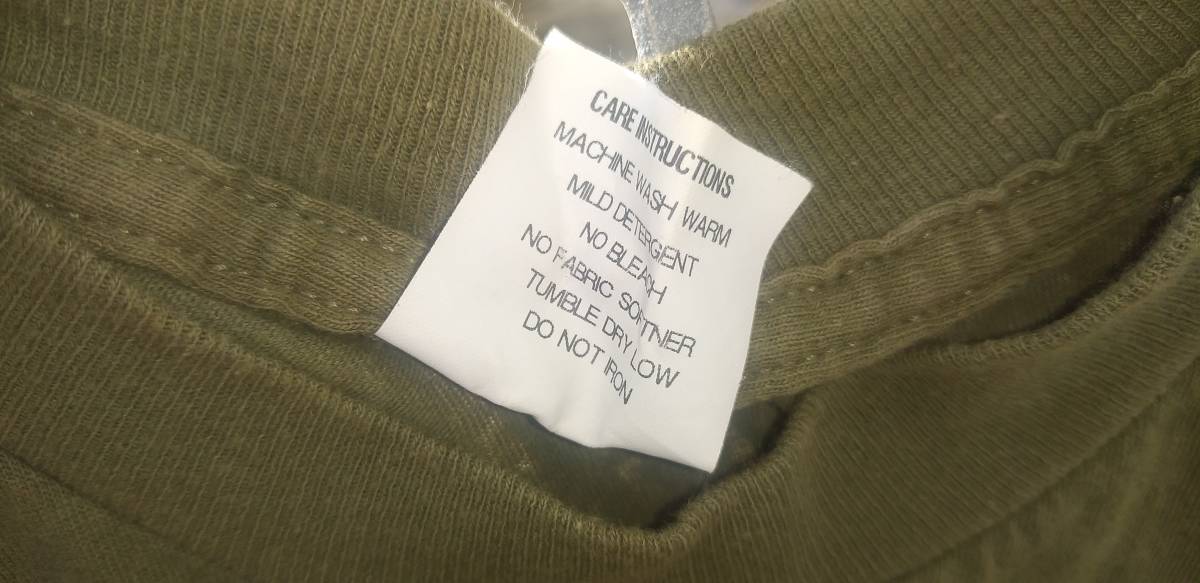 CARE INSTRUCTIONS
MACHINE WASH WARM
MILD DETERGENT
NO BLEACH
NO FABRIC SOFTNER
TUMBLE DRY LOW
DO NOT IRON